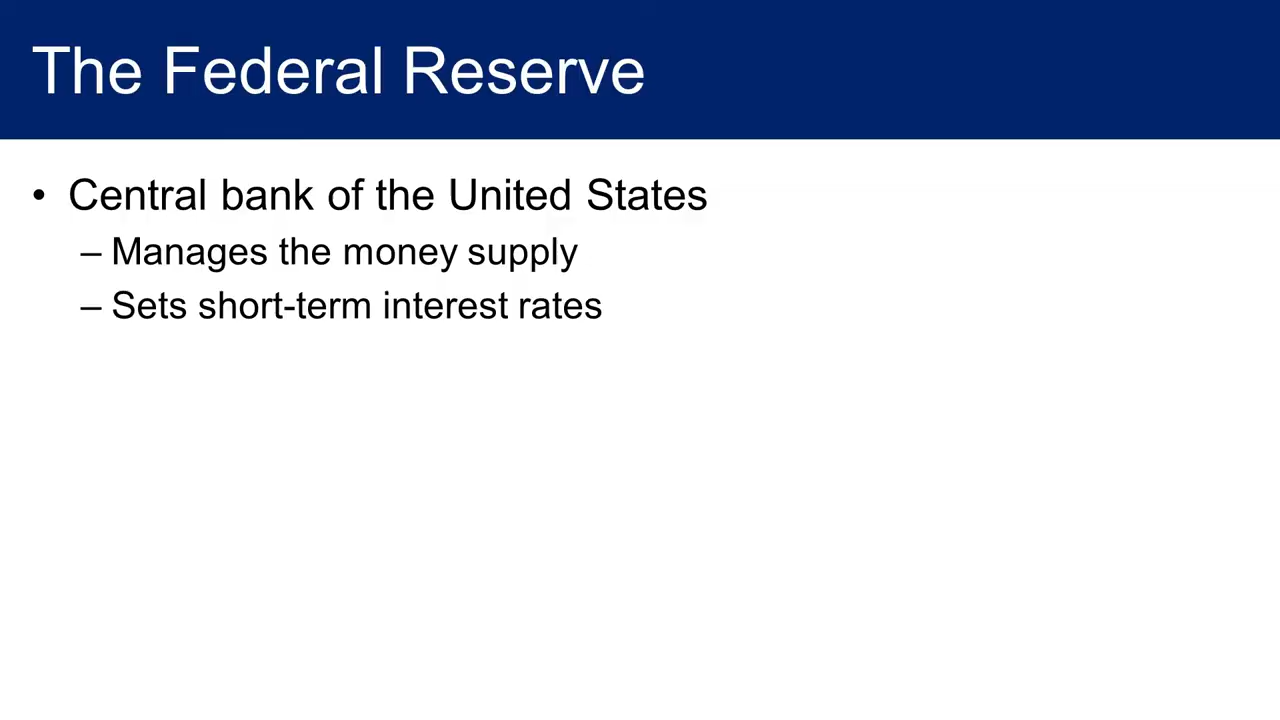 The Federal Reserve
• Central bank of the United States
– Manages the money supply
– Sets short-term interest rates